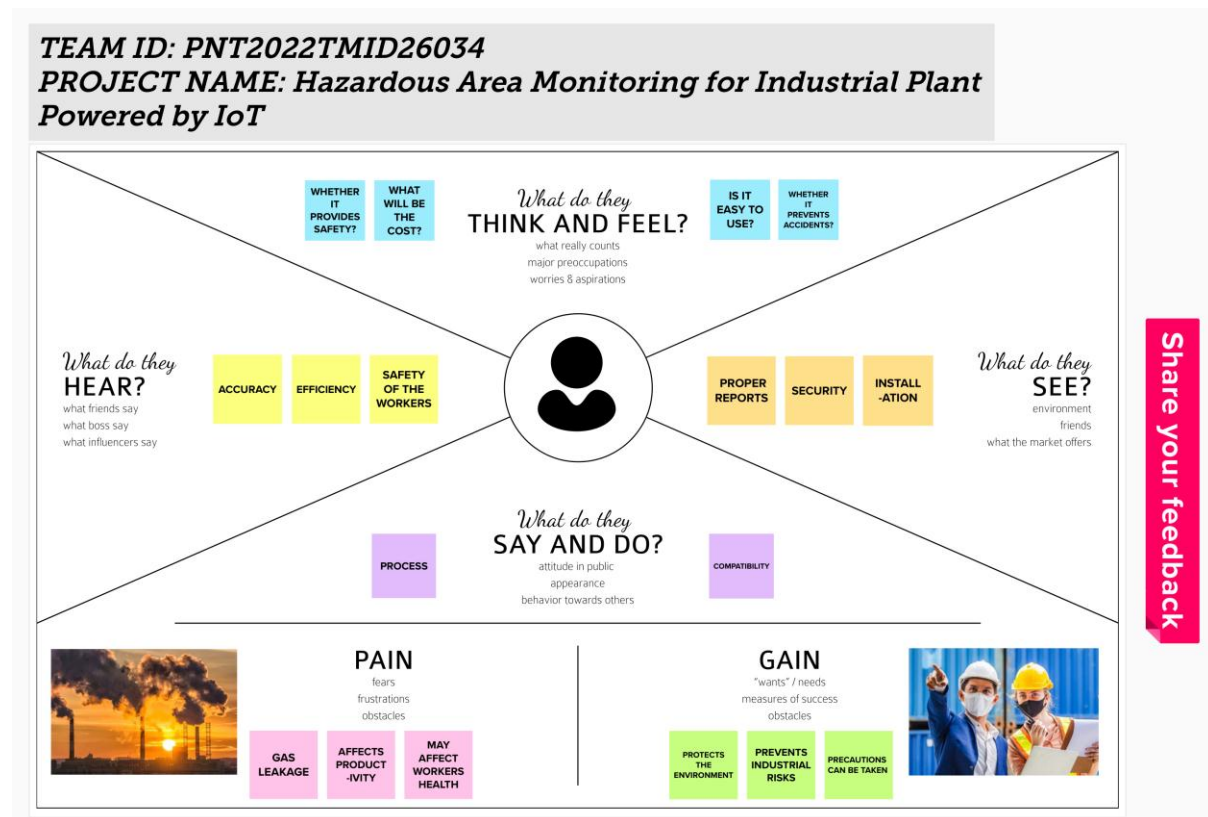 TEAM ID: PNT2022TMID26034
PROJECT NAME: Hazardous Area Monitoring for Industrial Plant
Powered by IoT
WHETHER
IT
PROVIDES
SAFETY?
WHAT
WILL BE
THE
COST?
What do they
THINK AND FEEL?
what really counts
major preoccupations
worries & aspirations
IS IT
EASY TO
USE?
WHETHER
IT
PREVENTS
ACCIDENTS?
What do they
HEAR?
what friends say
what boss say
what influencers say
ACCURACY
EFFICIENCY
SAFETY
OF THE
WORKERS
PROPER
REPORTS
SECURITY
INSTALL
-ATION
What do they
SEE?
environment
friends
what the market offers
Share your feedback
What do they
SAY AND DO?
attitude in public
appearance
behavior towards others
PROCESS
COMPATIBILITY
PAIN
fears
frustrations
obstacles
GAS
LEAKAGE
AFFECTS
PRODUCT
-IVITY
MAY
AFFECT
WORKERS
HEALTH
GAIN
"wants" / needs
measures of success
obstacles
PROTECTS
THE
ENVIRONMENT
PREVENTS
INDUSTRIAL
RISKS
PRECAUTIONS
CAN BE TAKEN